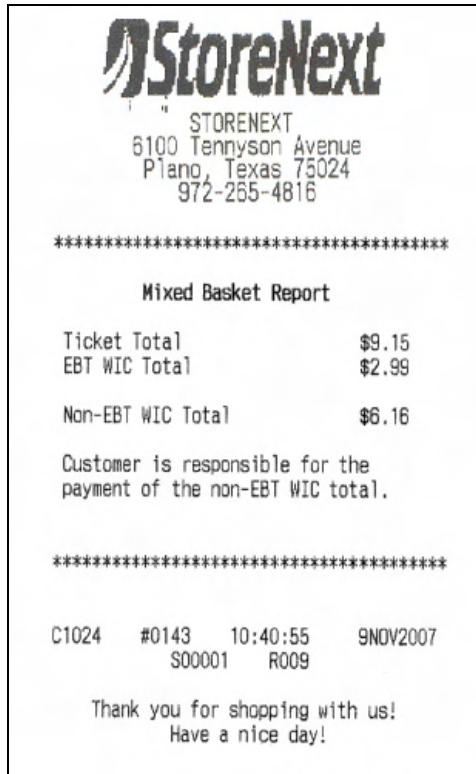 StoreNext
STORENEXT
6100 Tennyson Avenue
Plano, Texas 75024
972-265-4816
****************************************
Mixed Basket Report
Ticket Total $9.15
EBT WIC Total $2.99
Non-EBT WIC Total $6.16
Customer is responsible for the
payment of the non-EBT WIC total.
****************************************
C1024 #0143 10:40:55 9NOV2007
S00001 R009
Thank you for shopping with us!
Have a nice day!